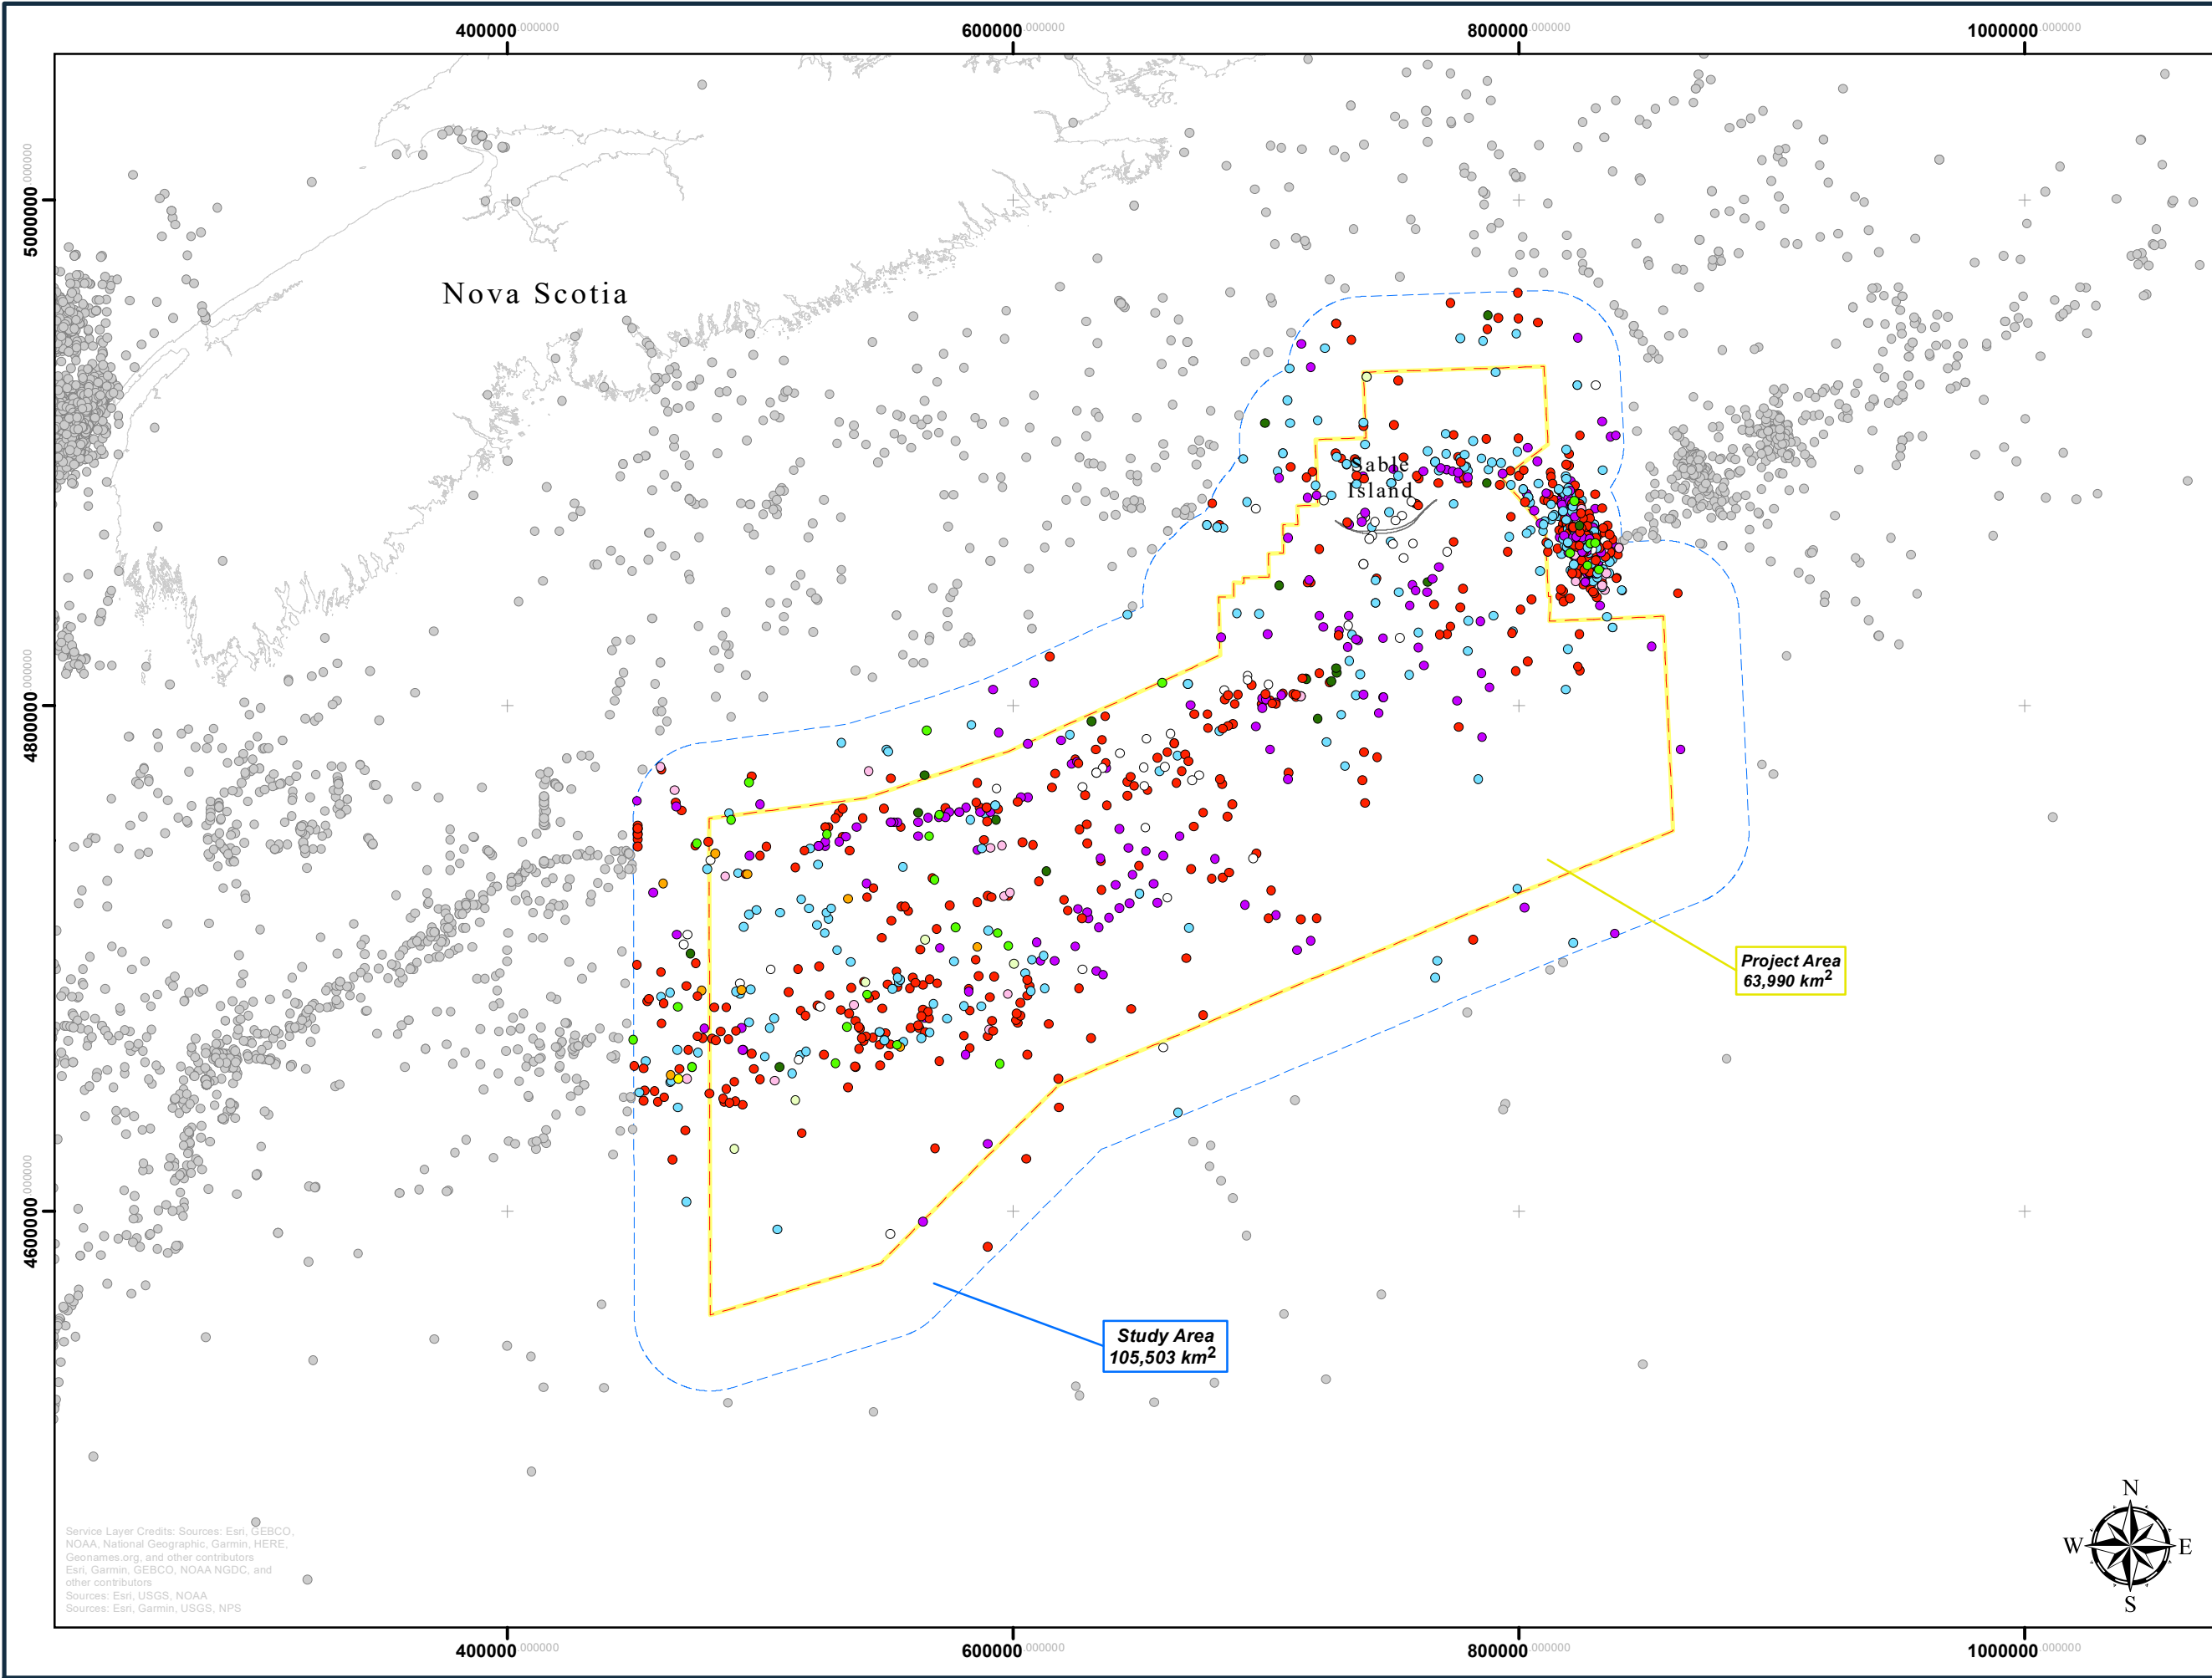 400000.000000 600000.000000 800000.000000 1000000.000000
5000000.000000
4800000.000000
4600000.000000
Nova Scotia
Sable
Island
Project Area
63,990 km2
Study Area
105,503 km2
N
W E
S
Service Layer Credits: Sources: Esri, GEBCO,
NOAA, National Geographic, Garmin, HERE,
Geonames.org, and other contributors
Esri, Garmin, GEBCO, NOAA NGDC, and
other contributors
Sources: Esri, USGS, NOAA
Sources: Esri, Garmin, USGS, NPS
400000.000000 600000.000000 800000.000000 1000000.000000